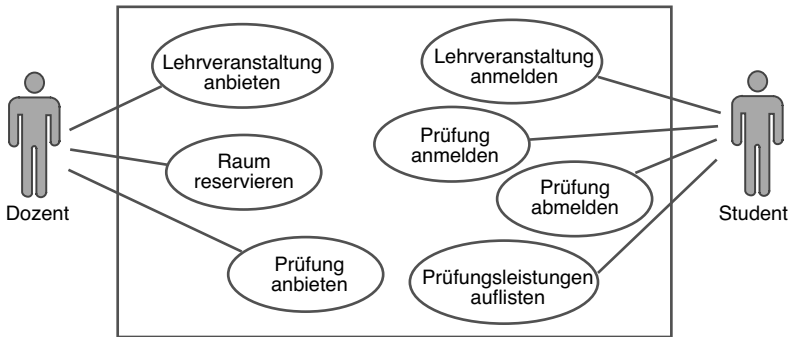 Lehrveranstaltung
anbieten
Lehrveranstaltung
anmelden
Prüfung
anmelden
Raum
reservieren
Prüfung
abmelden
Dozent
Student
Prüfung
anbieten
Prüfungsleistungen
auflisten